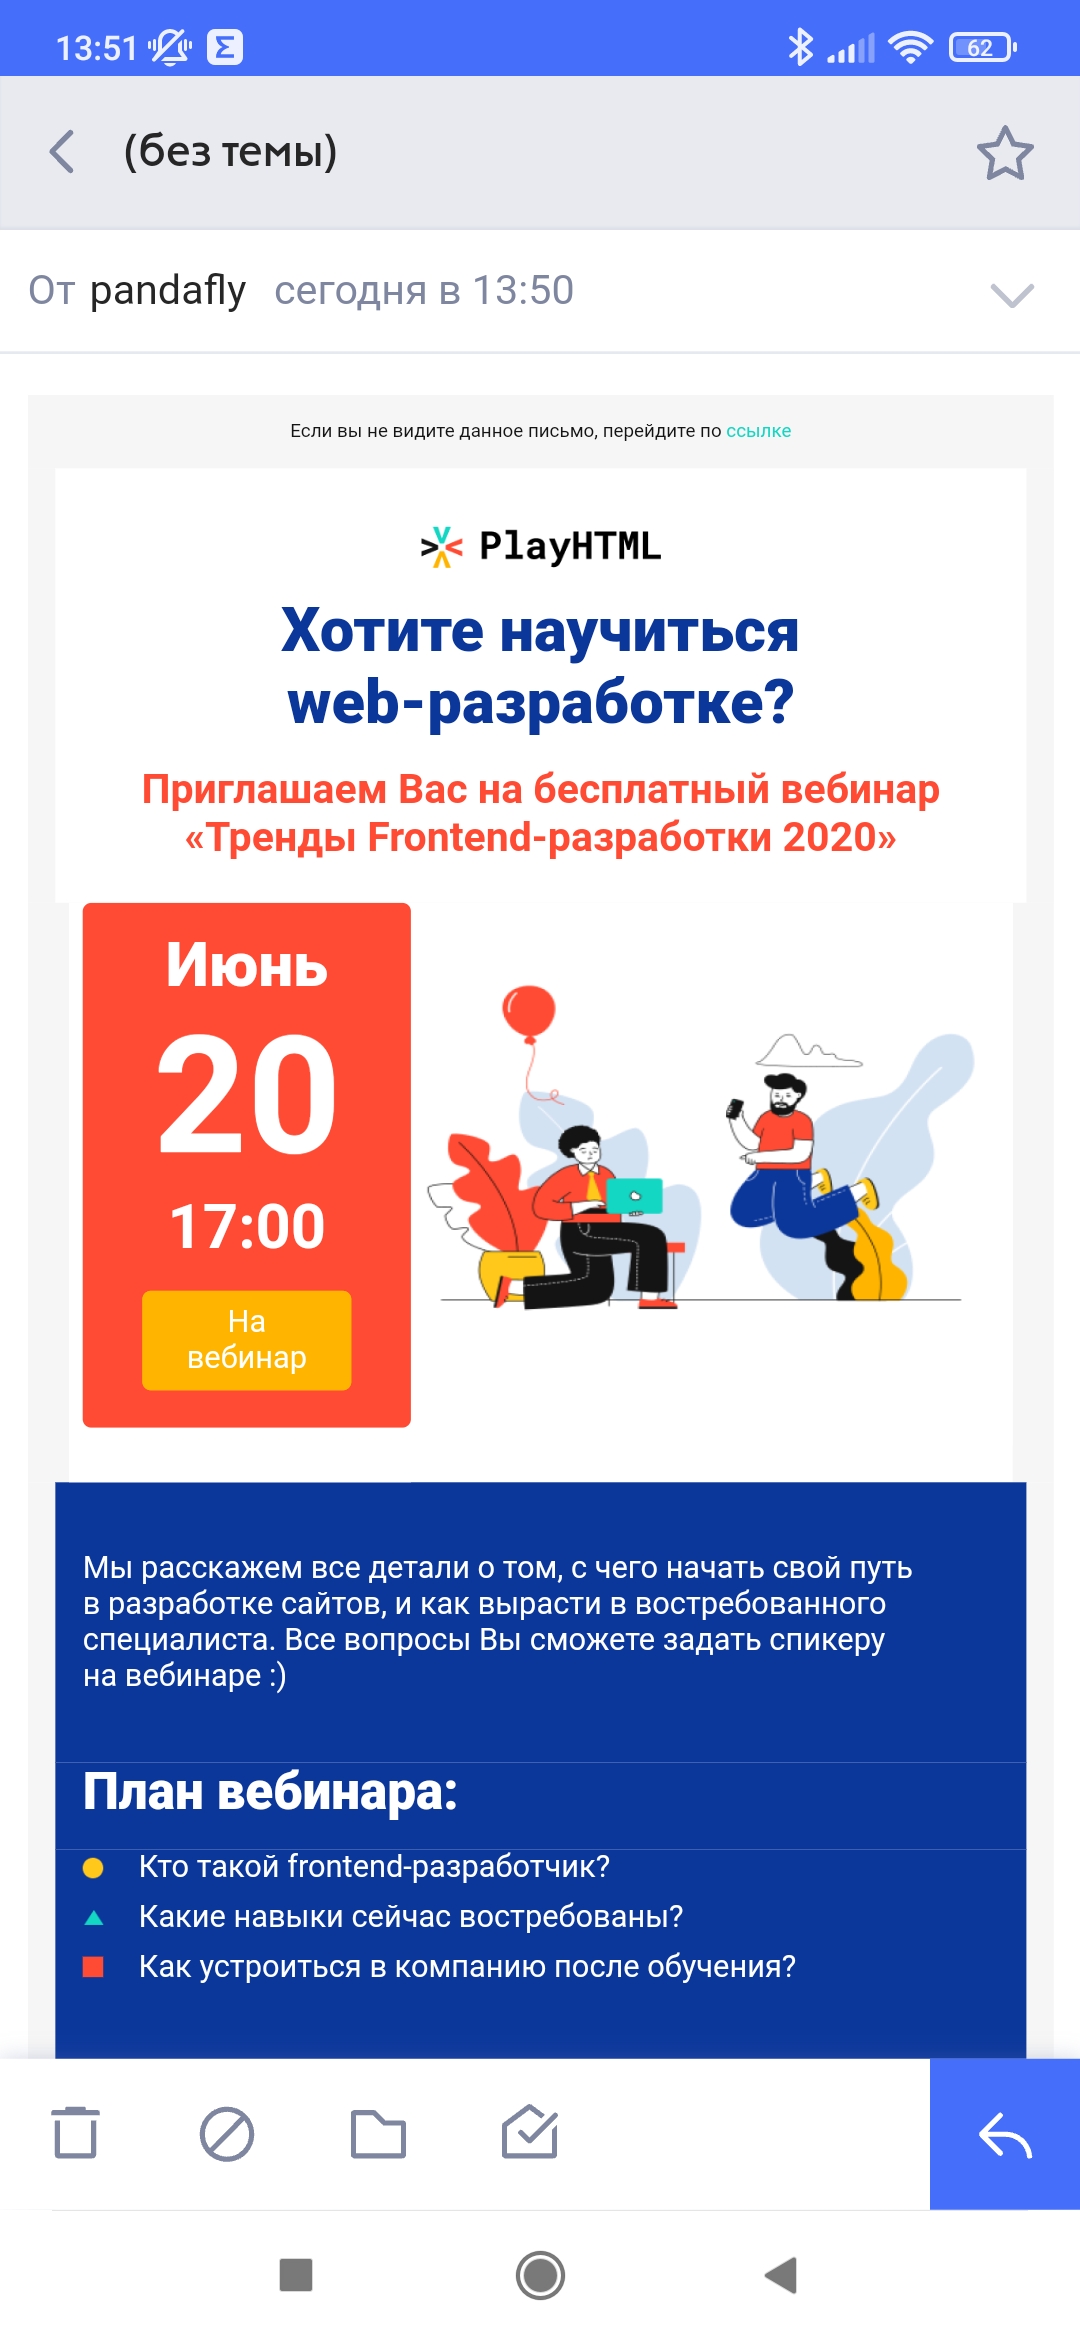 13:51
62
(без темы)
От pandafly сегодня в 13:50
Если вы не видите данное письмо, перейдите по ссылке
PlayHTML
Хотите научиться
web-разработке?
Приглашаем Вас на бесплатный вебинар
«Тренды Frontend-разработки 2020»
Июнь
20
17:00
На
вебинар
Мы расскажем все детали о том, с чего начать свой путь
в разработке сайтов, и как вырасти в востребованного
специалиста. Все вопросы Вы сможете задать спикеру
на вебинаре :)
План вебинара:
Кто такой frontend-разработчик?
Какие навыки сейчас востребованы?
Как устроиться в компанию после обучения?